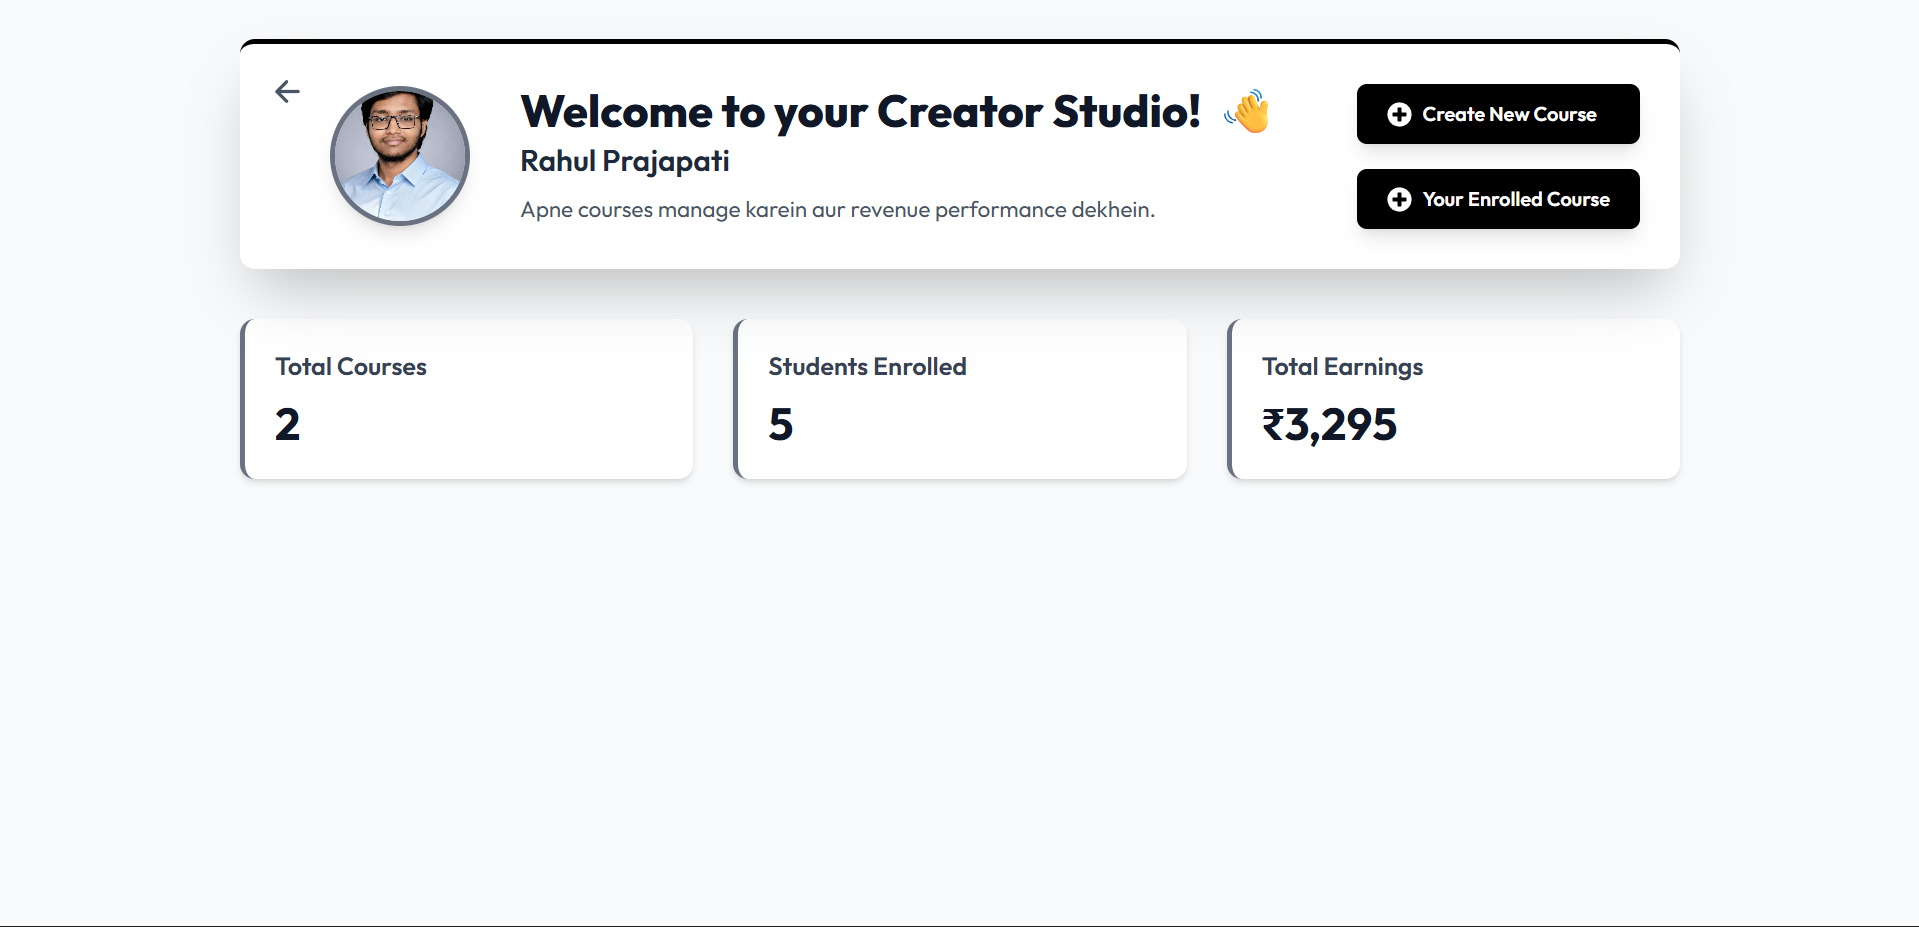 Welcome to your Creator Studio! 👋
Rahul Prajapati
Apne courses manage karein aur revenue performance dekhein.
Create New Course
Your Enrolled Course
Total Courses
2
Students Enrolled
5
Total Earnings
₹3,295